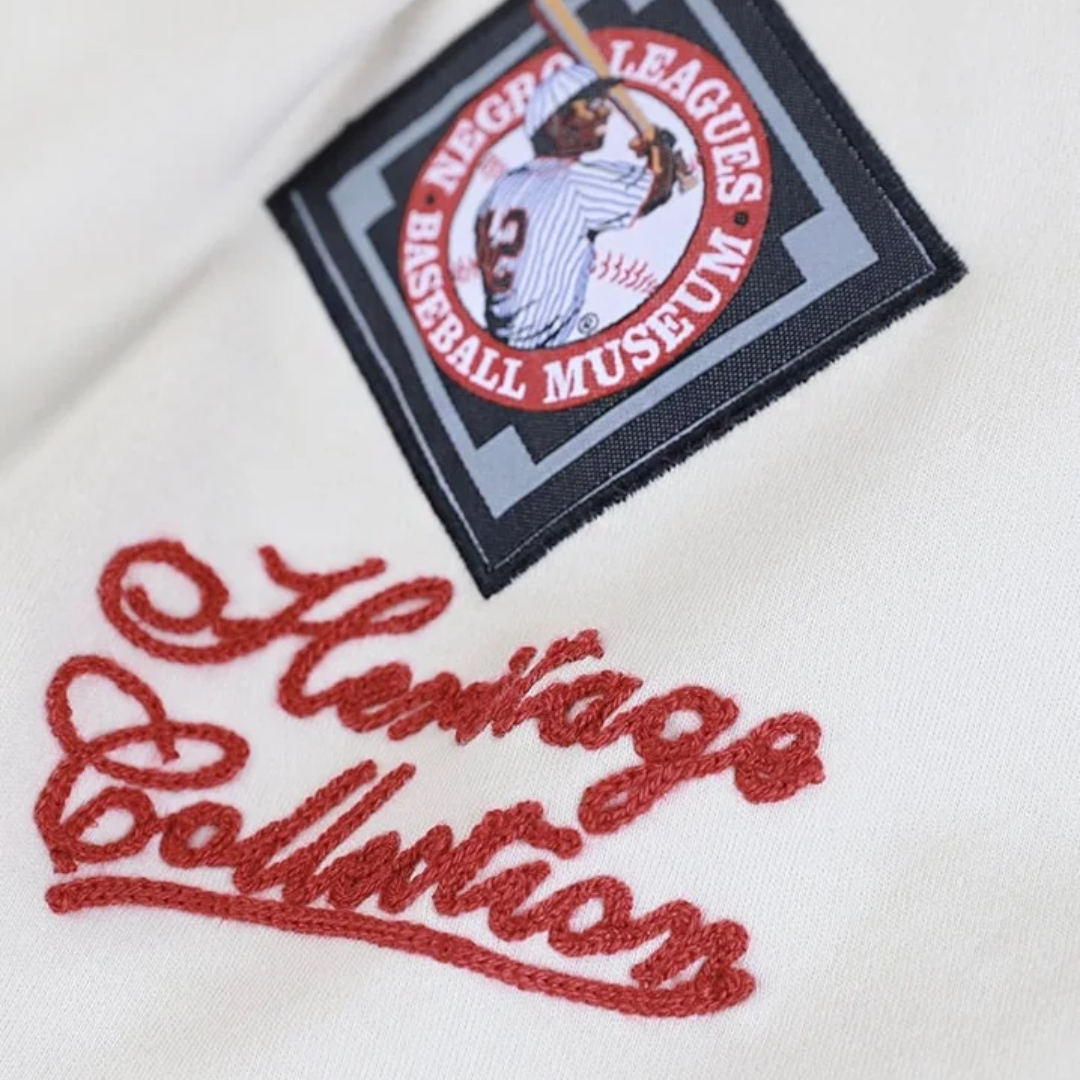 NEGRO LEAGUES
BASEBALL MUSEUM
®
Heritage
Collection